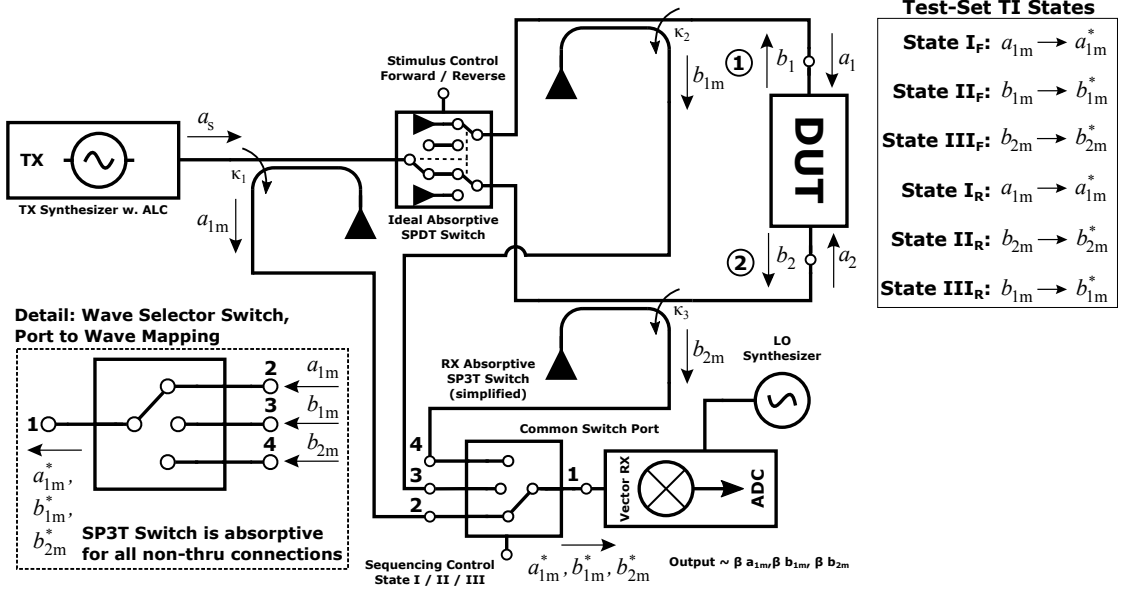 Test-Set TI States
State I_F: a_1m → a*_1m
State II_F: b_1m → b*_1m
State III_F: b_2m → b*_2m
State I_R: a_1m → a*_1m
State II_R: b_2m → b*_2m
State III_R: b_1m → b*_1m
TX
TX Synthesizer w. ALC
a_s
κ_1
a_1m
Stimulus Control
Forward / Reverse
Ideal Absorptive
SPDT Switch
κ_2
b_1m
1
b_1
a_1
DUT
2
b_2
a_2
κ_3
b_2m
Detail: Wave Selector Switch,
Port to Wave Mapping
1
2
a_1m
3
b_1m
4
b_2m
a*_1m,
b*_1m,
b*_2m
SP3T Switch is absorptive
for all non-thru connections
RX Absorptive
SP3T Switch
(simplified)
Common Switch Port
4
3
2
1
Sequencing Control
State I / II / III
a*_1m, b*_1m, b*_2m
Vector RX
ADC
LO
Synthesizer
Output ~ β a_1m,β b_1m, β b_2m